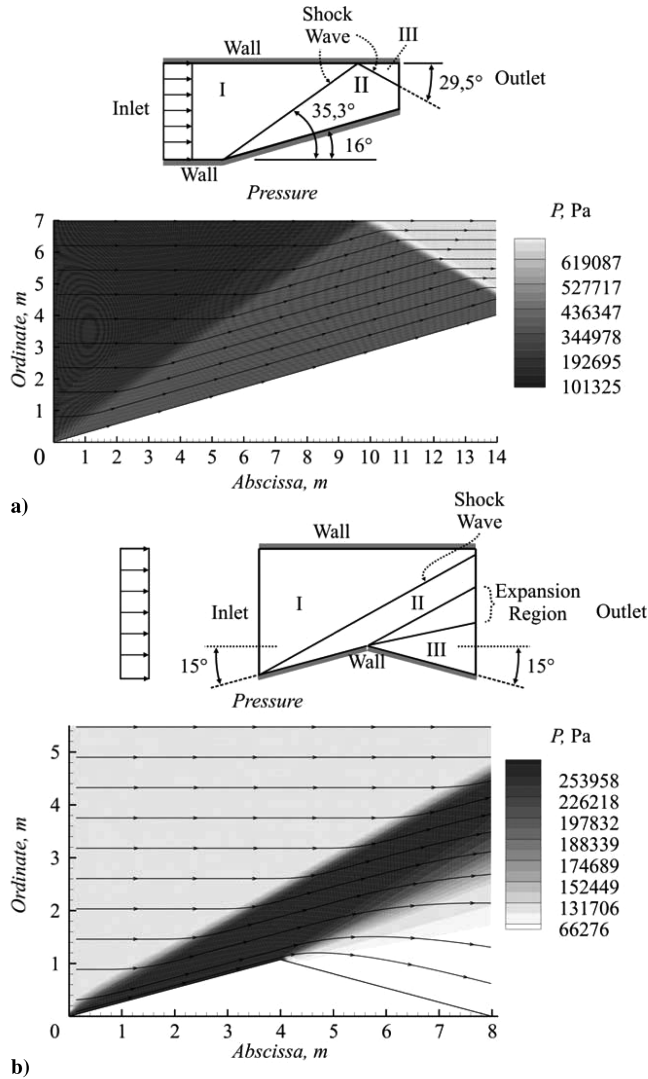 Shock
Wave
III
Wall
I
II
Inlet
29,5°
Outlet
35,3°
16°
Wall
Pressure
P, Pa
7
6
5
4
3
2
1
0
Ordinate, m
619087
527717
436347
344978
192695
101325
1 2 3 4 5 6 7 8 9 10 11 12 13 14
Abscissa, m
a)
Shock
Wave
Wall
I
II
Expansion
Region
Inlet
Outlet
III
15°
Wall
15°
Pressure
P, Pa
5
4
3
2
1
Ordinate, m
253958
226218
197832
188339
174689
152449
131706
66276
0 1 2 3 4 5 6 7 8
Abscissa, m
b)